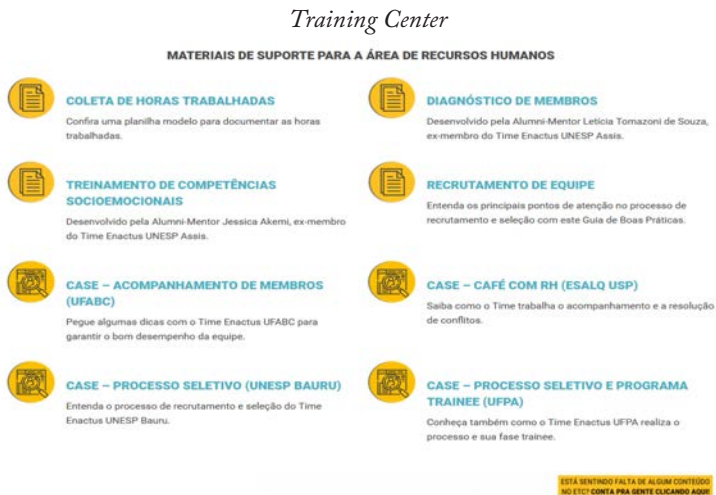 Training Center
MATERIAIS DE SUPORTE PARA A ÁREA DE RECURSOS HUMANOS
COLETA DE HORAS TRABALHADAS
Confira uma planilha modelo para documentar as horas
trabalhadas.
DIAGNÓSTICO DE MEMBROS
Desenvolvido pela Alumni-Mentor Letícia Tomazoni de Souza,
ex-membro do Time Enactus UNESP Assis.
TREINAMENTO DE COMPETÊNCIAS
SOCIOEMOCIONAIS
Desenvolvido pela Alumni-Mentor Jessica Akemi, ex-membro
do Time Enactus UNESP Assis.
RECRUTAMENTO DE EQUIPE
Entenda os principais pontos de atenção no processo de
recrutamento e seleção com este Guia de Boas Práticas.
CASE – ACOMPANHAMENTO DE MEMBROS
(UFABC)
Pegue algumas dicas com o Time Enactus UFABC para
garantir o bom desempenho da equipe.
CASE – CAFÉ COM RH (ESALQ USP)
Saiba como o Time trabalha o acompanhamento e a resolução
de conflitos.
CASE – PROCESSO SELETIVO (UNESP BAURU)
Entenda o processo de recrutamento e seleção do Time
Enactus UNESP Bauru.
CASE – PROCESSO SELETIVO E PROGRAMA
TRAINEE (UFPA)
Conheça também como o Time Enactus UFPA realiza o
processo e sua fase trainee.
ESTÁ SENTINDO FALTA DE ALGUM CONTEÚDO
NO ETC? CONTA PRA GENTE CLICANDO AQUI!